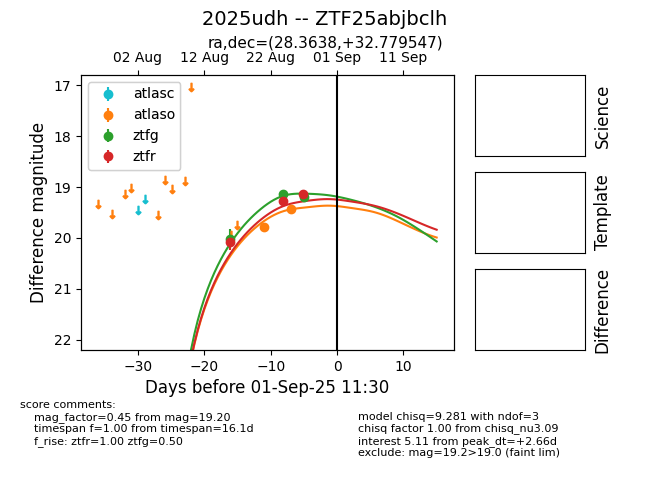 2025udh -- ZTF25abjbclh
ra,dec=(28.3638,+32.779547)
02 Aug 12 Aug 22 Aug 01 Sep 11 Sep
17
18
19
20
21
22
Difference magnitude
atlasc
atlaso
ztfg
ztfr
−30 −20 −10 0 10
Days before 01-Sep-25 11:30
Science
Template
Difference
score comments:
mag_factor=0.45 from mag=19.20
timespan f=1.00 from timespan=16.1d
f_rise: ztfr=1.00 ztfg=0.50
model chisq=9.281 with ndof=3
chisq factor 1.00 from chisq_nu3.09
interest 5.11 from peak_dt=+2.66d
exclude: mag=19.2>19.0 (faint lim)